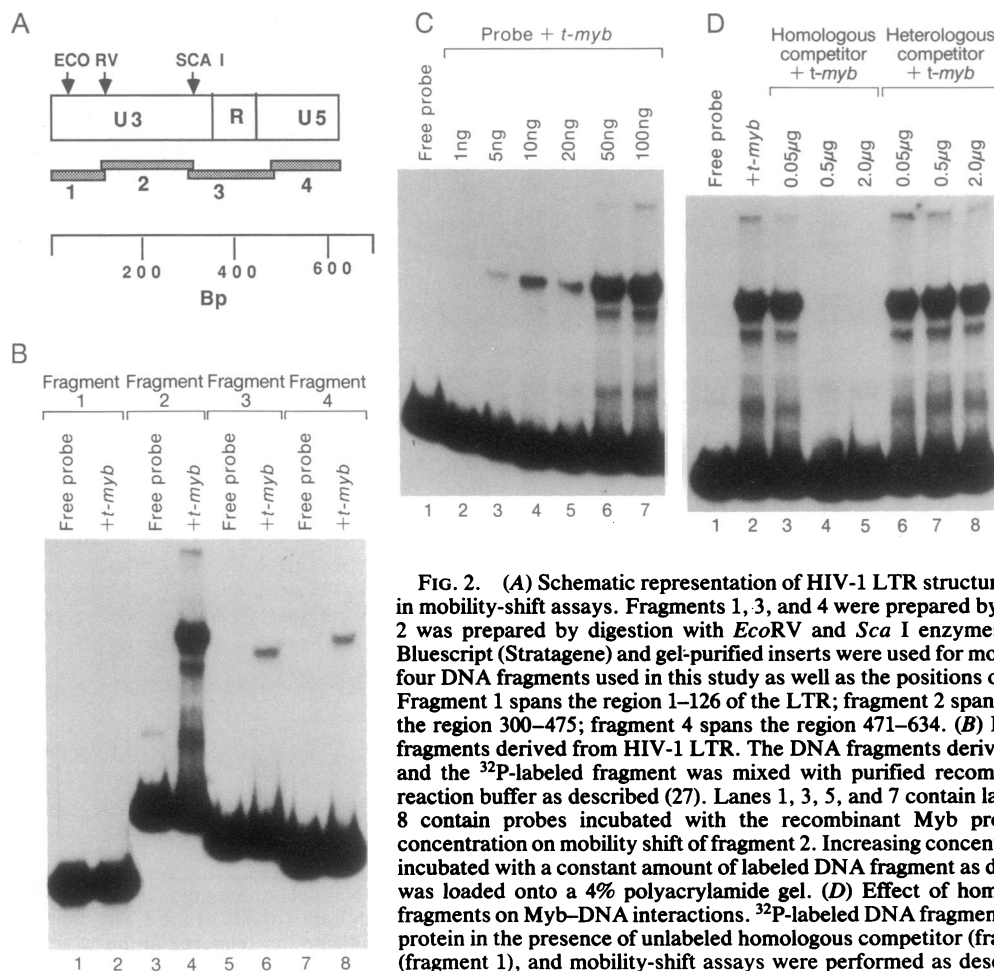 A
ECO RV
SCA I
U3
R
U5
1
2
3
4
200
400
600
Bp
B
Fragment Fragment Fragment Fragment
1 2 3 4
Free probe
+t-myb
Free probe
+t-myb
Free probe
+t-myb
Free probe
+t-myb
1 2 3 4 5 6 7 8
C
Probe + t-myb
Free probe
1ng
5ng
10ng
20ng
50ng
100ng
1 2 3 4 5 6 7
D
Homologous
competitor
+ t-myb
Heterologous
competitor
+ t-myb
Free probe
+t-myb
0.05µg
0.5µg
2.0µg
0.05µg
0.5µg
2.0µg
1 2 3 4 5 6 7 8
FIG. 2. (A) Schematic representation of HIV-1 LTR structur
in mobility-shift assays. Fragments 1, 3, and 4 were prepared by
2 was prepared by digestion with EcoRV and Sca I enzyme
Bluescript (Stratagene) and gel-purified inserts were used for mo
four DNA fragments used in this study as well as the positions o
Fragment 1 spans the region 1–126 of the LTR; fragment 2 span
the region 300–475; fragment 4 spans the region 471–634. (B)
fragments derived from HIV-1 LTR. The DNA fragments deriv
and the 32P-labeled fragment was mixed with purified recom
reaction buffer as described (27). Lanes 1, 3, 5, and 7 contain la
8 contain probes incubated with the recombinant Myb pro
concentration on mobility shift of fragment 2. Increasing concent
incubated with a constant amount of labeled DNA fragment as d
was loaded onto a 4% polyacrylamide gel. (D) Effect of hom
fragments on Myb–DNA interactions. 32P-labeled DNA fragmen
protein in the presence of unlabeled homologous competitor (fra
(fragment 1), and mobility-shift assays were performed as desc